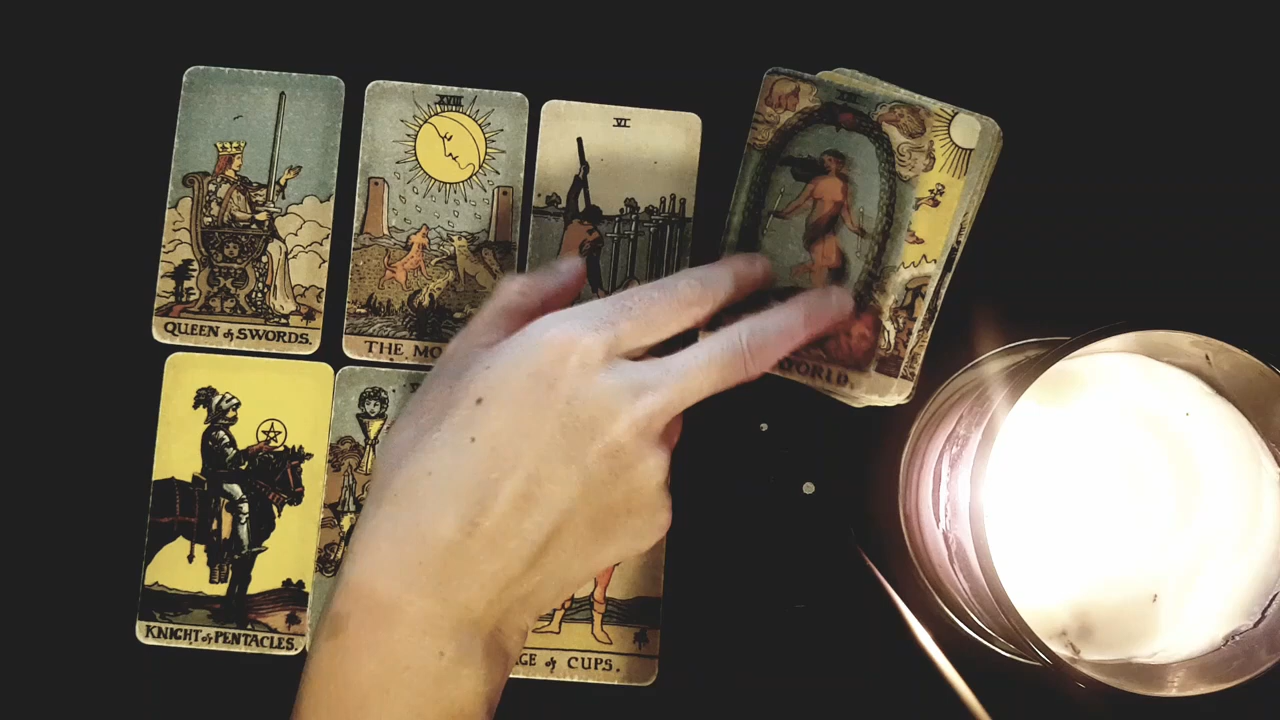 XVIII
VI
QUEEN of SWORDS.
THE MO
WORLD.
KNIGHT of PENTACLES.
GE of CUPS.